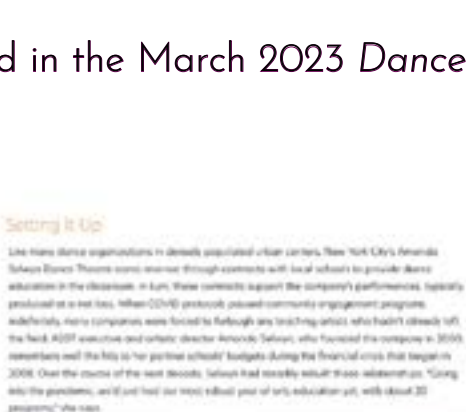 d in the March 2023 Dance
Setting It Up
Like many dance organizations in densely populated urban centers, New York City's Amanda
Selwyn Dance Theatre earns revenue through contracts with local schools to provide dance
education in the classroom. In turn, these contracts support the company's performances, typically
produced at a net loss. When COVID protocols paused community engagement programs
indefinitely, many companies were forced to furlough any teaching artists who hadn't already left
the field. ASDT executive and artistic director Amanda Selwyn, who founded the company in 2000,
remembers well the hits to her partner schools' budgets during the financial crisis that began in
2008. Over the course of the next decade, Selwyn had steadily rebuilt those relationships. "Going
into the pandemic, we'd just had our most robust year of arts education yet, with about 20
programs," she says.